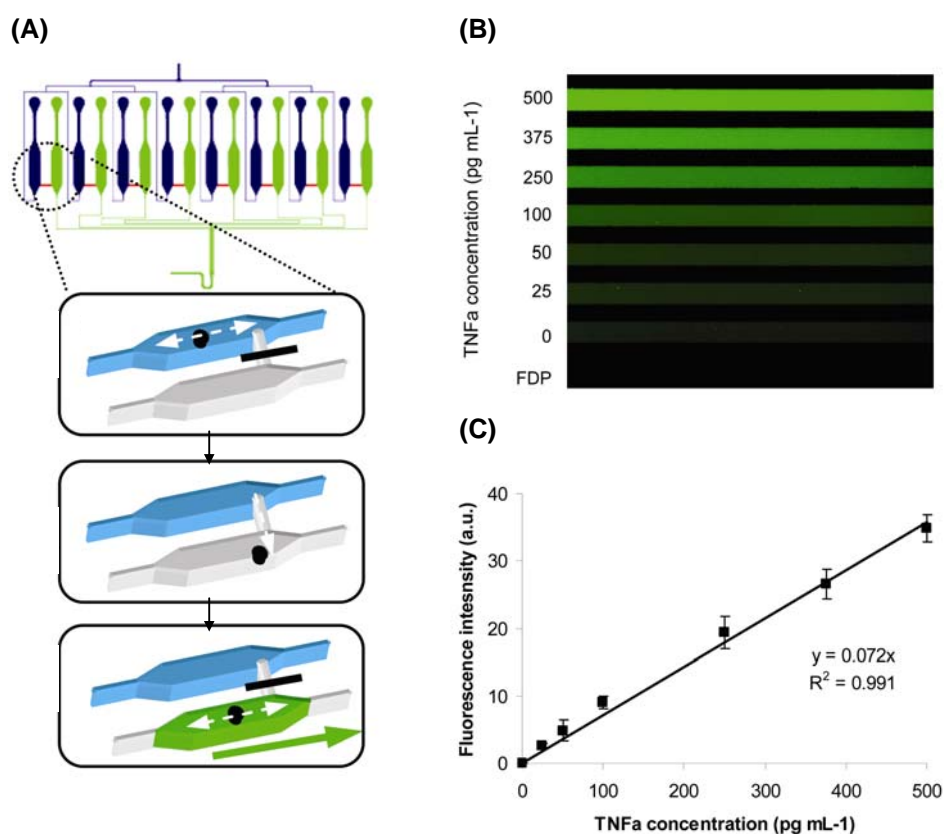 (A)
(B)
TNFa concentration (pg mL-1)
500
375
250
100
50
25
0
FDP
(C)
Fluorescence intesnsity (a.u.)
40
30
20
10
0
y = 0.072x
R² = 0.991
0 100 200 300 400 500
TNFa concentration (pg mL-1)